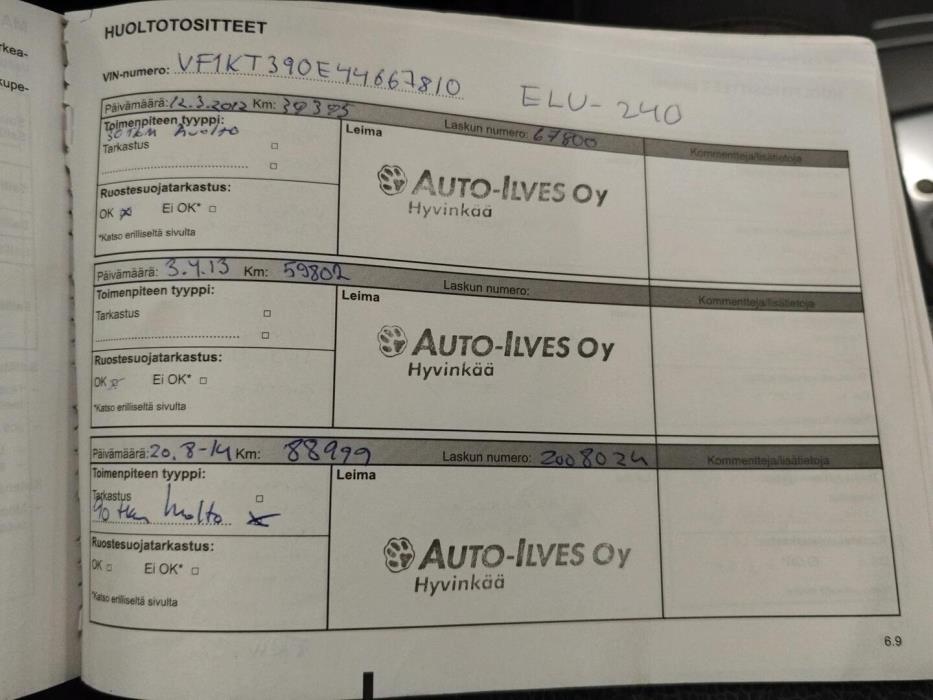 HUOLTOTOSITTEET
VIN-numero: VF1KT390E44667810
ELU-240
Päivämäärä: 12.3.2012 Km: 39395 Laskun numero: 67800 Kommentteja/lisätietoja
Toimenpiteen tyyppi: Leima
30 tkm huolto
Tarkastus
AUTO-ILVES OY
Hyvinkää
Ruostesuojatarkastus:
OK Ei OK*
*Katso erilliseltä sivulta
Päivämäärä: 3.4.13 Km: 59802 Laskun numero: Kommentteja/lisätietoja
Toimenpiteen tyyppi: Leima
Tarkastus
AUTO-ILVES OY
Hyvinkää
Ruostesuojatarkastus:
OK Ei OK*
*Katso erilliseltä sivulta
Päivämäärä: 20.8-14 Km: 88999 Laskun numero: 2008024 Kommentteja/lisätietoja
Toimenpiteen tyyppi: Leima
Tarkastus
90 tkm huolto
AUTO-ILVES OY
Hyvinkää
Ruostesuojatarkastus:
OK Ei OK*
*Katso erilliseltä sivulta
6.9